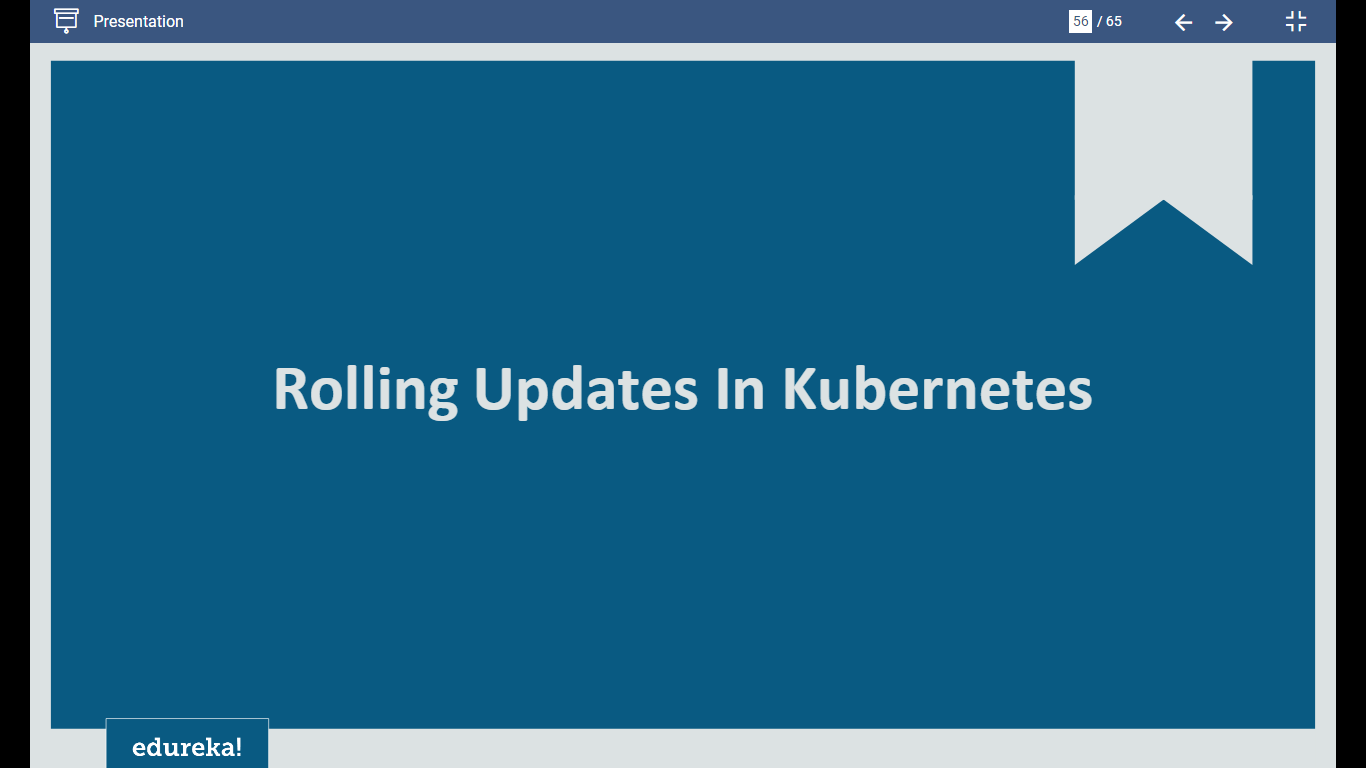 Presentation
56 / 65
Rolling Updates In Kubernetes
edureka!